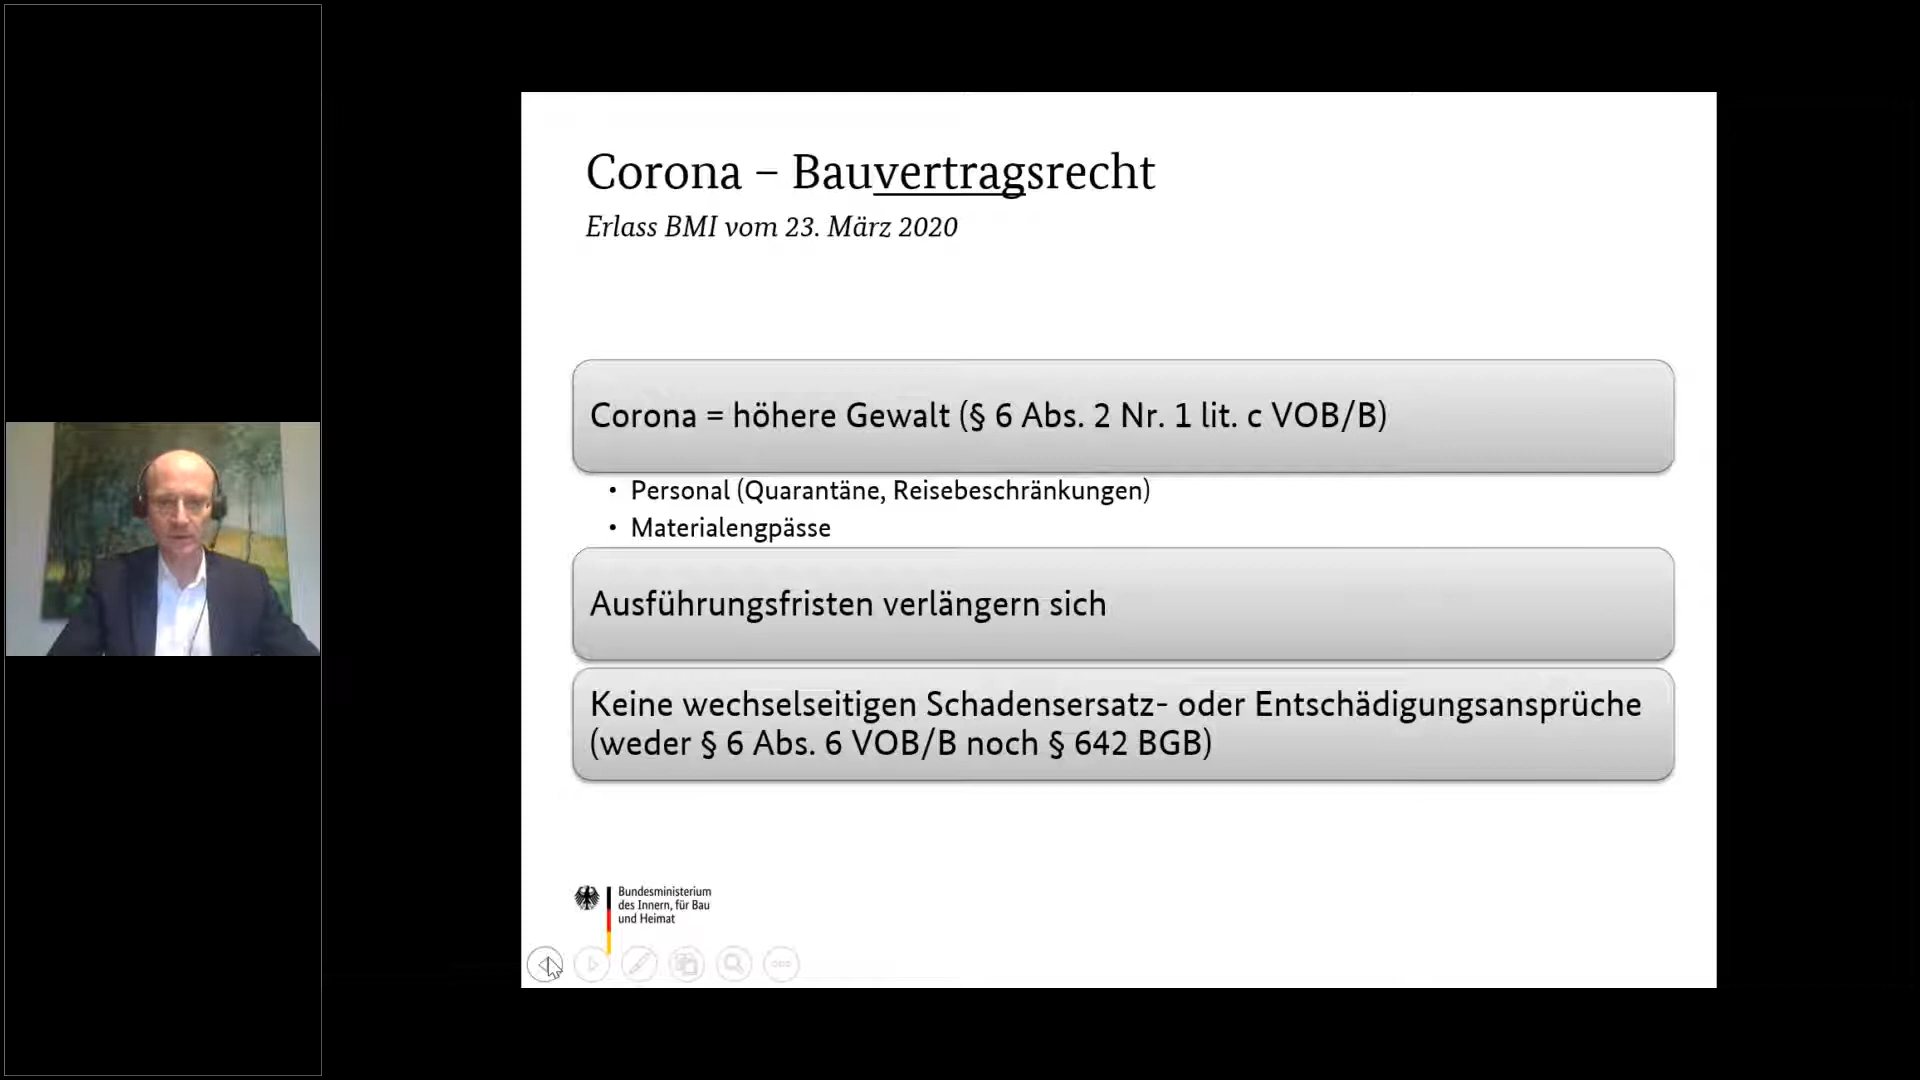 Corona – Bauvertragsrecht
Erlass BMI vom 23. März 2020
Corona = höhere Gewalt (§ 6 Abs. 2 Nr. 1 lit. c VOB/B)
• Personal (Quarantäne, Reisebeschränkungen)
• Materialengpässe
Ausführungsfristen verlängern sich
Keine wechselseitigen Schadensersatz- oder Entschädigungsansprüche
(weder § 6 Abs. 6 VOB/B noch § 642 BGB)
Bundesministerium
des Innern, für Bau
und Heimat